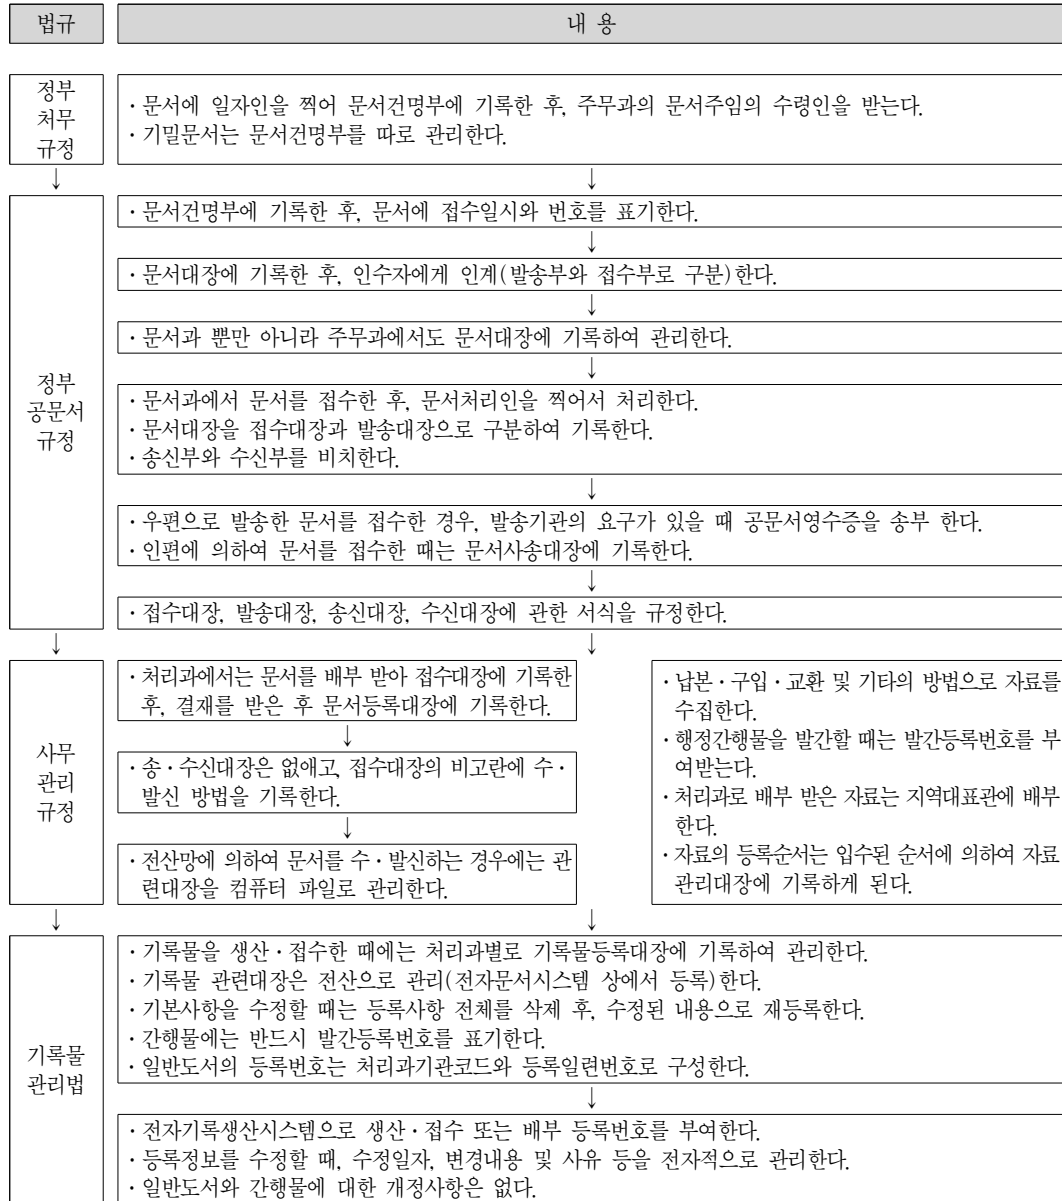 법규
내 용
정부
처무
규정
· 문서에 일자인을 찍어 문서건명부에 기록한 후, 주무과의 문서주임의 수령인을 받는다.
· 기밀문서는 문서건명부를 따로 관리한다.
↓
↓
정부
공문서
규정
· 문서건명부에 기록한 후, 문서에 접수일시와 번호를 표기한다.
↓
· 문서대장에 기록한 후, 인수자에게 인계(발송부와 접수부로 구분)한다.
↓
· 문서과 뿐만 아니라 주무과에서도 문서대장에 기록하여 관리한다.
↓
· 문서과에서 문서를 접수한 후, 문서처리인을 찍어서 처리한다.
· 문서대장을 접수대장과 발송대장으로 구분하여 기록한다.
· 송신부와 수신부를 비치한다.
↓
· 우편으로 발송한 문서를 접수한 경우, 발송기관의 요구가 있을 때 공문서영수증을 송부 한다.
· 인편에 의하여 문서를 접수한 때는 문서사송대장에 기록한다.
↓
· 접수대장, 발송대장, 송신대장, 수신대장에 관한 서식을 규정한다.
↓
↓
사무
관리
규정
· 처리과에서는 문서를 배부 받아 접수대장에 기록한
후, 결재를 받은 후 문서등록대장에 기록한다.
↓
· 송·수신대장은 없애고, 접수대장의 비고란에 수·
발신 방법을 기록한다.
↓
· 전산망에 의하여 문서를 수·발신하는 경우에는 관
련대장을 컴퓨터 파일로 관리한다.
· 납본·구입·교환 및 기타의 방법으로 자료를
수집한다.
· 행정간행물을 발간할 때는 발간등록번호를 부
여받는다.
· 처리과로 배부 받은 자료는 지역대표관에 배부
한다.
· 자료의 등록순서는 입수된 순서에 의하여 자료
관리대장에 기록하게 된다.
↓
↓
기록물
관리법
· 기록물을 생산·접수한 때에는 처리과별로 기록물등록대장에 기록하여 관리한다.
· 기록물 관련대장은 전산으로 관리(전자문서시스템 상에서 등록)한다.
· 기본사항을 수정할 때는 등록사항 전체를 삭제 후, 수정된 내용으로 재등록한다.
· 간행물에는 반드시 발간등록번호를 표기한다.
· 일반도서의 등록번호는 처리과기관코드와 등록일련번호로 구성한다.
↓
· 전자기록생산시스템으로 생산·접수 또는 배부 등록번호를 부여한다.
· 등록정보를 수정할 때, 수정일자, 변경내용 및 사유 등을 전자적으로 관리한다.
· 일반도서와 간행물에 대한 개정사항은 없다.